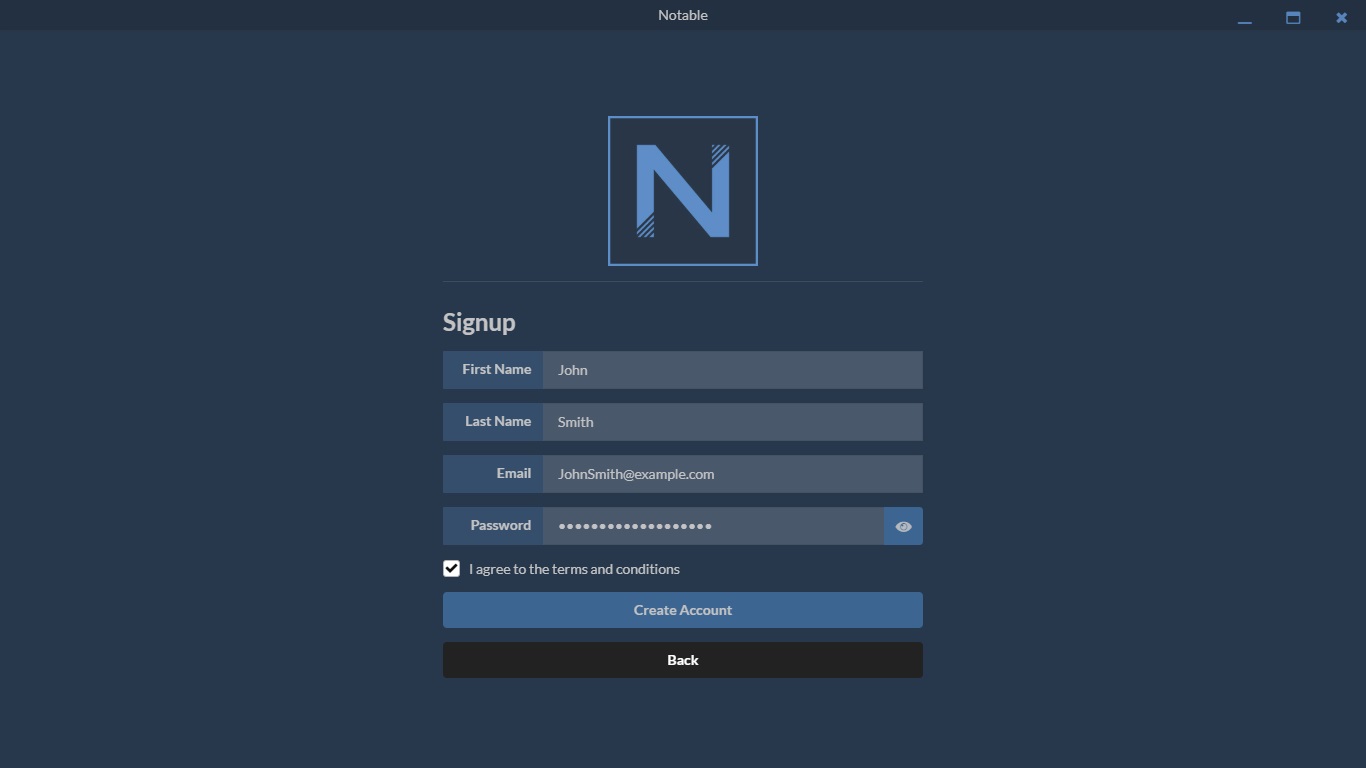 Notable
N
Signup
First Name John
Last Name Smith
Email JohnSmith@example.com
Password •••••••••••••••••••
I agree to the terms and conditions
Create Account
Back